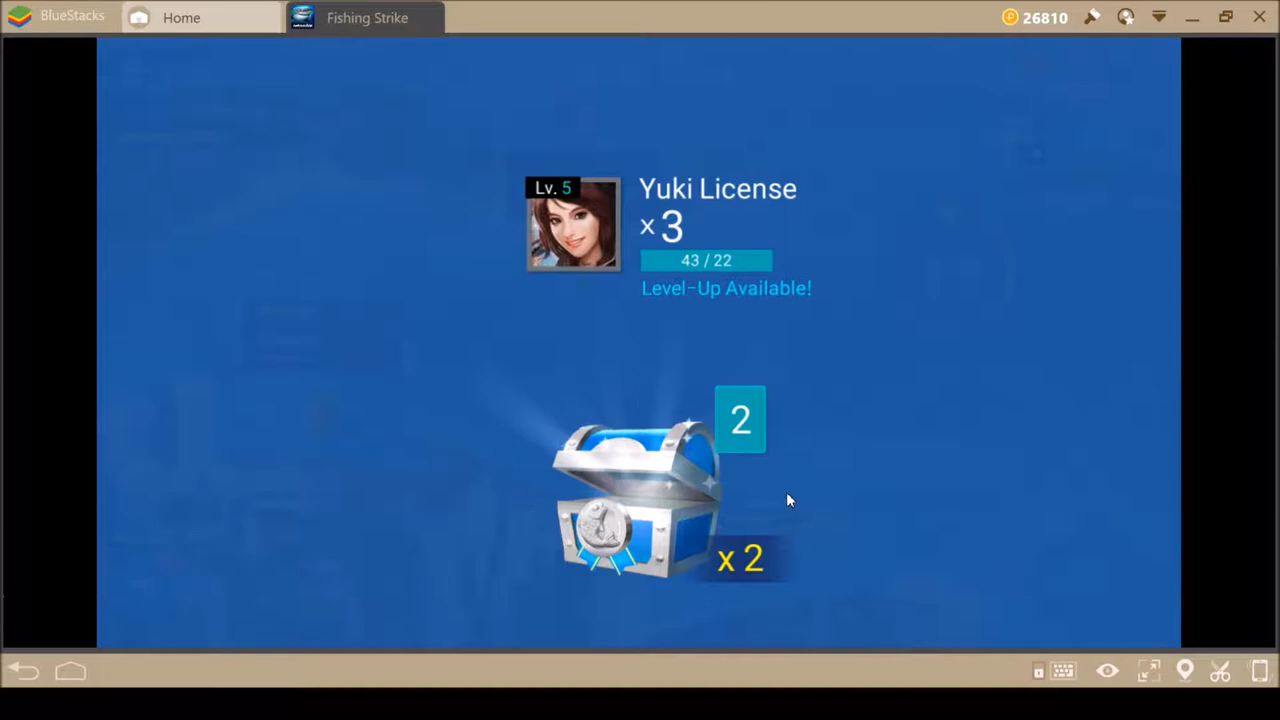 BlueStacks
Home
Fishing Strike
P 26810
Lv. 5
Yuki License
x 3
43 / 22
Level-Up Available!
2
x 2